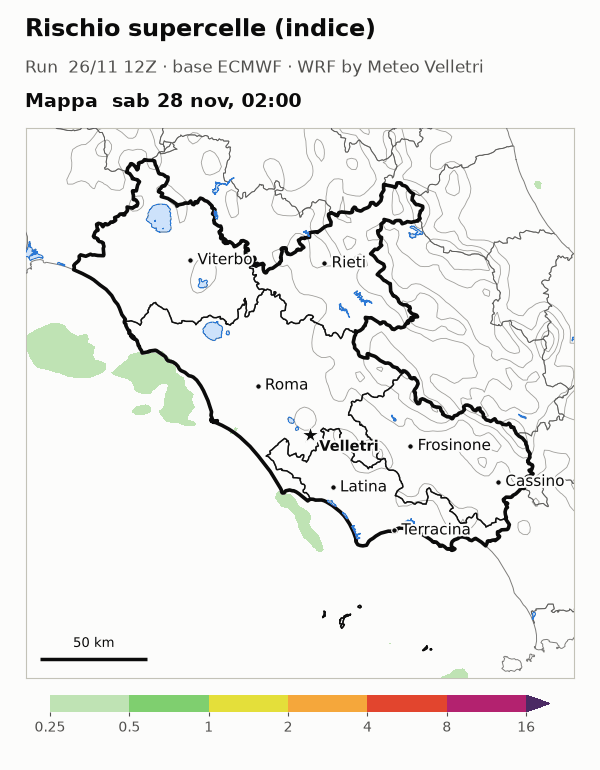 Rischio supercelle (indice)
Run  26/11 12Z · base ECMWF · WRF by Meteo Velletri
Mappa  sab 28 nov, 02:00
Viterbo
Rieti
Roma
Velletri
Frosinone
Latina
Cassino
Terracina
50 km
0.25 0.5 1 2 4 8 16